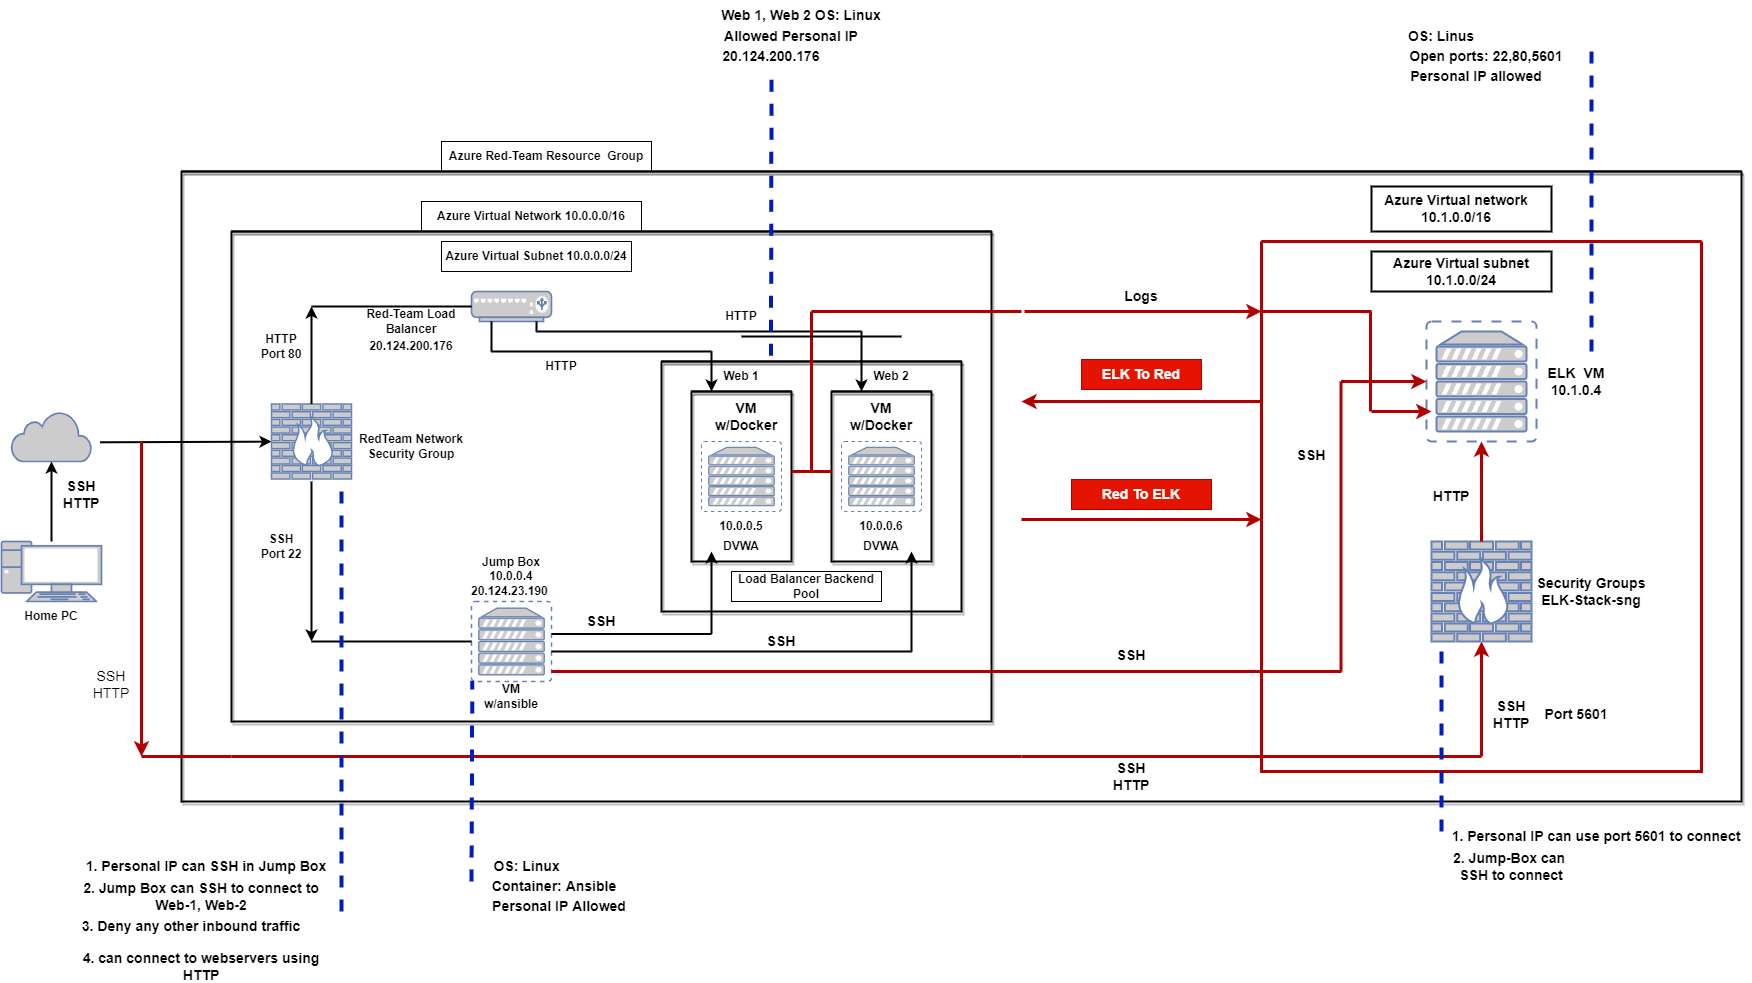 Web 1, Web 2 OS: Linux
Allowed Personal IP
20.124.200.176
OS: Linus
Open ports: 22,80,5601
Personal IP allowed
Azure Red-Team Resource Group
Azure Virtual Network 10.0.0.0/16
Azure Virtual Subnet 10.0.0.0/24
Azure Virtual network
10.1.0.0/16
Azure Virtual subnet
10.1.0.0/24
Red-Team Load
Balancer
20.124.200.176
HTTP
HTTP
HTTP
Port 80
Logs
Web 1
Web 2
VM
w/Docker
VM
w/Docker
10.0.0.5
DVWA
10.0.0.6
DVWA
Load Balancer Backend
Pool
ELK To Red
Red To ELK
ELK VM
10.1.0.4
SSH
HTTP
RedTeam Network
Security Group
SSH
HTTP
Home PC
SSH
Port 22
Jump Box
10.0.0.4
20.124.23.190
VM
w/ansible
SSH
SSH
SSH
Security Groups
ELK-Stack-sng
SSH
HTTP
Port 5601
SSH
HTTP
SSH
HTTP
1. Personal IP can SSH in Jump Box
2. Jump Box can SSH to connect to
Web-1, Web-2
3. Deny any other inbound traffic
4. can connect to webservers using
HTTP
OS: Linux
Container: Ansible
Personal IP Allowed
1. Personal IP can use port 5601 to connect
2. Jump-Box can
SSH to connect